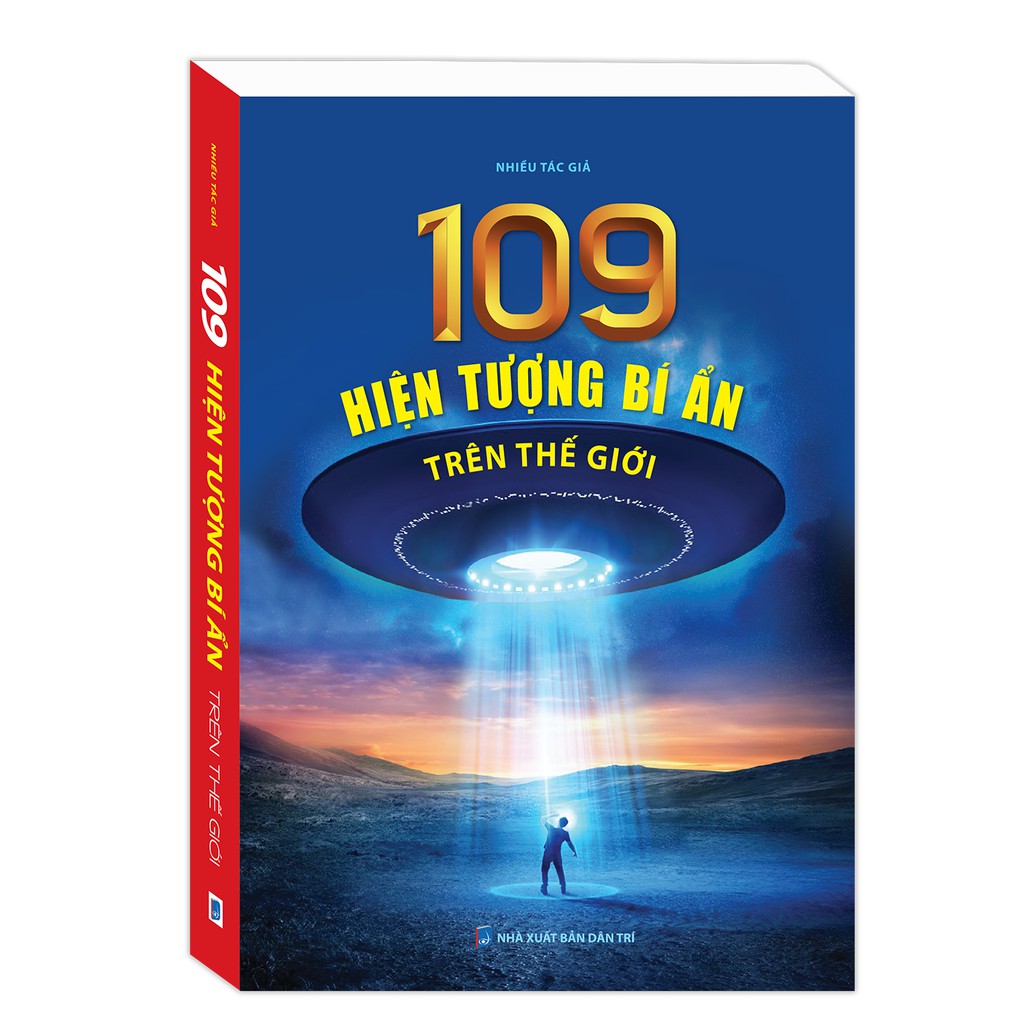 NHIỀU TÁC GIẢ
109
HIỆN TƯỢNG BÍ ẨN
TRÊN THẾ GIỚI
NHÀ XUẤT BẢN DÂN TRÍ
NHIỀU TÁC GIẢ
109 HIỆN TƯỢNG BÍ ẨN TRÊN THẾ GIỚI